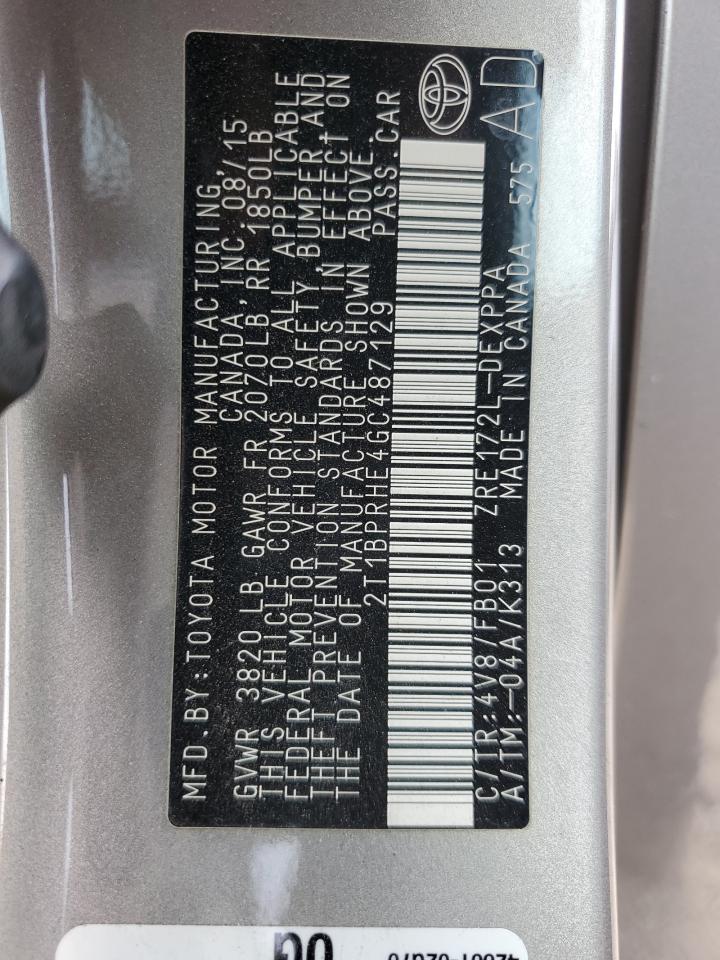 MFD.BY:TOYOTA MOTOR MANUFACTURING,
CANADA, INC. 08/15
GVWR 3820 LB GAWR FR 2070LB, RR 1850LB
THIS VEHICLE CONFORMS TO ALL APPLICABLE
FEDERAL MOTOR VEHICLE SAFETY, BUMPER, AND
THEFT PREVENTION STANDARDS IN EFFECT ON
THE DATE OF MANUFACTURE SHOWN ABOVE.
2T1BPRHE4GC487129 PASS.CAR
C/TR:4V8/FB01 ZRE172L-DEXPPA
A/TM:-04A/K313 MADE IN CANADA 575 AD